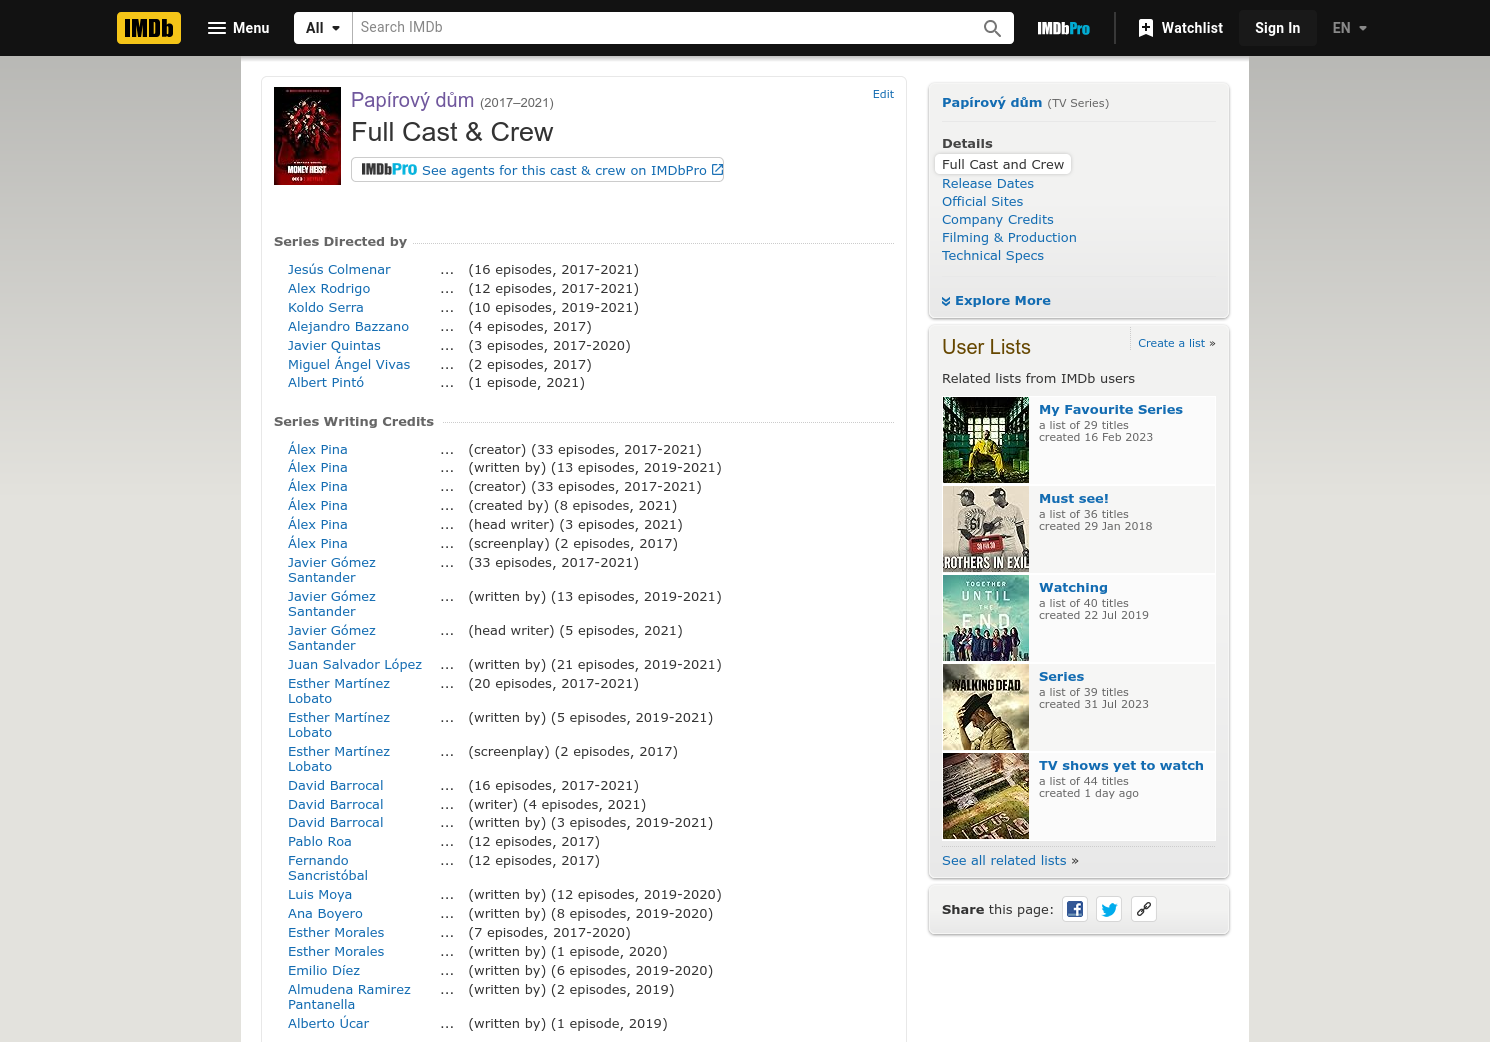 IMDb
Menu
All
Search IMDb
IMDbPro
Watchlist
Sign In
EN
MONEY HEIST
Papírový dům (2017–2021)
Edit
Full Cast & Crew
IMDbPro See agents for this cast & crew on IMDbPro
Series Directed by
Jesús Colmenar ... (16 episodes, 2017-2021)
Alex Rodrigo ... (12 episodes, 2017-2021)
Koldo Serra ... (10 episodes, 2019-2021)
Alejandro Bazzano ... (4 episodes, 2017)
Javier Quintas ... (3 episodes, 2017-2020)
Miguel Ángel Vivas ... (2 episodes, 2017)
Albert Pintó ... (1 episode, 2021)
Series Writing Credits
Álex Pina ... (creator) (33 episodes, 2017-2021)
Álex Pina ... (written by) (13 episodes, 2019-2021)
Álex Pina ... (creator) (33 episodes, 2017-2021)
Álex Pina ... (created by) (8 episodes, 2021)
Álex Pina ... (head writer) (3 episodes, 2021)
Álex Pina ... (screenplay) (2 episodes, 2017)
Javier Gómez ... (33 episodes, 2017-2021)
Santander
Javier Gómez ... (written by) (13 episodes, 2019-2021)
Santander
Javier Gómez ... (head writer) (5 episodes, 2021)
Santander
Juan Salvador López ... (written by) (21 episodes, 2019-2021)
Esther Martínez ... (20 episodes, 2017-2021)
Lobato
Esther Martínez ... (written by) (5 episodes, 2019-2021)
Lobato
Esther Martínez ... (screenplay) (2 episodes, 2017)
Lobato
David Barrocal ... (16 episodes, 2017-2021)
David Barrocal ... (writer) (4 episodes, 2021)
David Barrocal ... (written by) (3 episodes, 2019-2021)
Pablo Roa ... (12 episodes, 2017)
Fernando ... (12 episodes, 2017)
Sancristóbal
Luis Moya ... (written by) (12 episodes, 2019-2020)
Ana Boyero ... (written by) (8 episodes, 2019-2020)
Esther Morales ... (7 episodes, 2017-2020)
Esther Morales ... (written by) (1 episode, 2020)
Emilio Díez ... (written by) (6 episodes, 2019-2020)
Almudena Ramirez ... (written by) (2 episodes, 2019)
Pantanella
Alberto Úcar ... (written by) (1 episode, 2019)
Papírový dům (TV Series)
Details
Full Cast and Crew
Release Dates
Official Sites
Company Credits
Filming & Production
Technical Specs
Explore More
User Lists
Create a list »
Related lists from IMDb users
My Favourite Series
a list of 29 titles
created 16 Feb 2023
61
30 FOR 30
ROTHERS IN EXIL
Must see!
a list of 36 titles
created 29 Jan 2018
TOGETHER
UNTIL
THE
END
Watching
a list of 40 titles
created 22 Jul 2019
WALKING DEAD
Series
a list of 39 titles
created 31 Jul 2023
LL OF US
DEAD
TV shows yet to watch
a list of 44 titles
created 1 day ago
See all related lists »
Share this page: